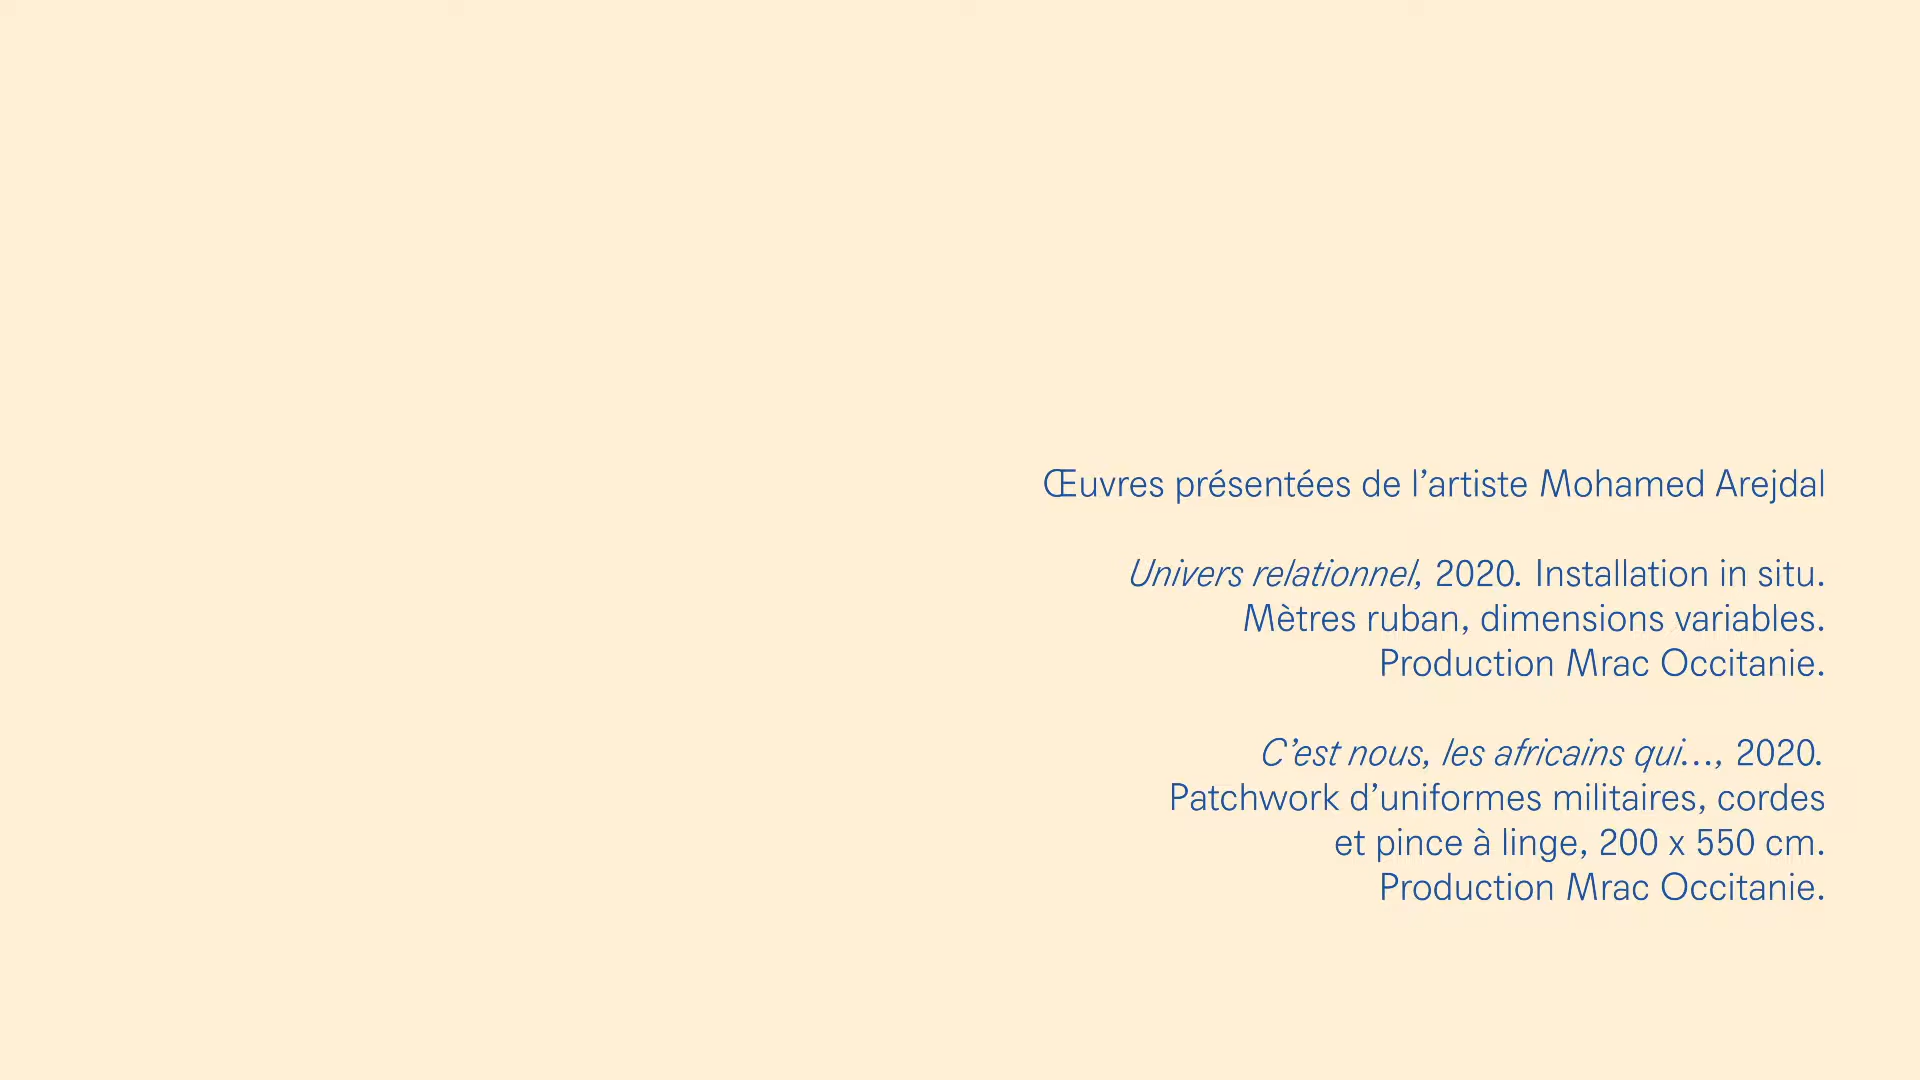 Œuvres présentées de l’artiste Mohamed Arejdal
Univers relationnel, 2020. Installation in situ.
Mètres ruban, dimensions variables.
Production Mrac Occitanie.
C’est nous, les africains qui..., 2020.
Patchwork d’uniformes militaires, cordes
et pince à linge, 200 x 550 cm.
Production Mrac Occitanie.